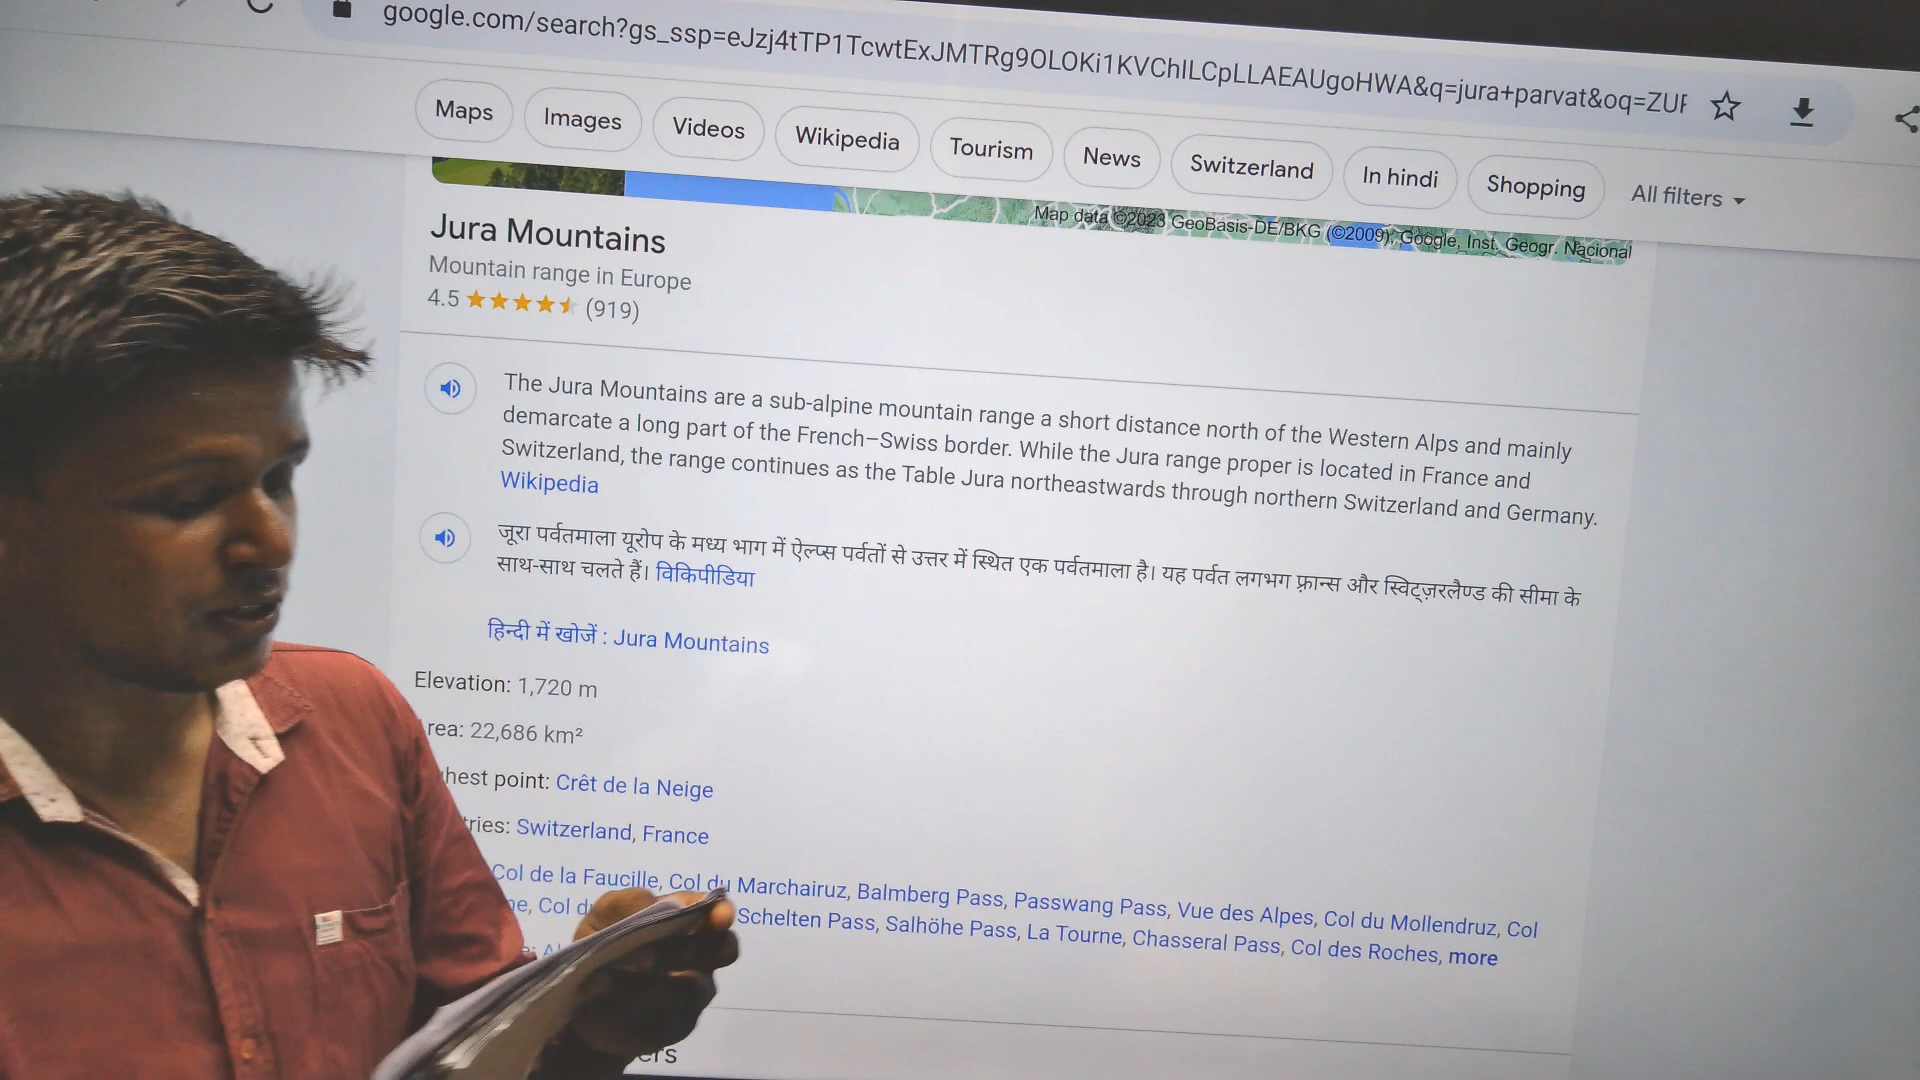 google.com/search?gs_ssp=eJzj4tTP1TcwtExJMTRg9OLOKi1KVChILCpLLAEAUgoHWA&q=jura+parvat&oq=ZUF
Maps Images Videos Wikipedia Tourism News Switzerland In hindi Shopping All filters
Map data ©2023 GeoBasis-DE/BKG (©2009), Google, Inst. Geogr. Nacional
Jura Mountains
Mountain range in Europe
4.5 (919)
The Jura Mountains are a sub-alpine mountain range a short distance north of the Western Alps and mainly
demarcate a long part of the French–Swiss border. While the Jura range proper is located in France and
Switzerland, the range continues as the Table Jura northeastwards through northern Switzerland and Germany.
Wikipedia
जूरा पर्वतमाला यूरोप के मध्य भाग में ऐल्प्स पर्वतों से उत्तर में स्थित एक पर्वतमाला है। यह पर्वत लगभग फ़्रान्स और स्विट्ज़रलैण्ड की सीमा के
साथ-साथ चलते हैं। विकिपीडिया
हिन्दी में खोजें : Jura Mountains
Elevation: 1,720 m
rea: 22,686 km²
hest point: Crêt de la Neige
tries: Switzerland, France
Col de la Faucille, Col du Marchairuz, Balmberg Pass, Passwang Pass, Vue des Alpes, Col du Mollendruz, Col
ne, Col d Schelten Pass, Salhöhe Pass, La Tourne, Chasseral Pass, Col des Roches, more